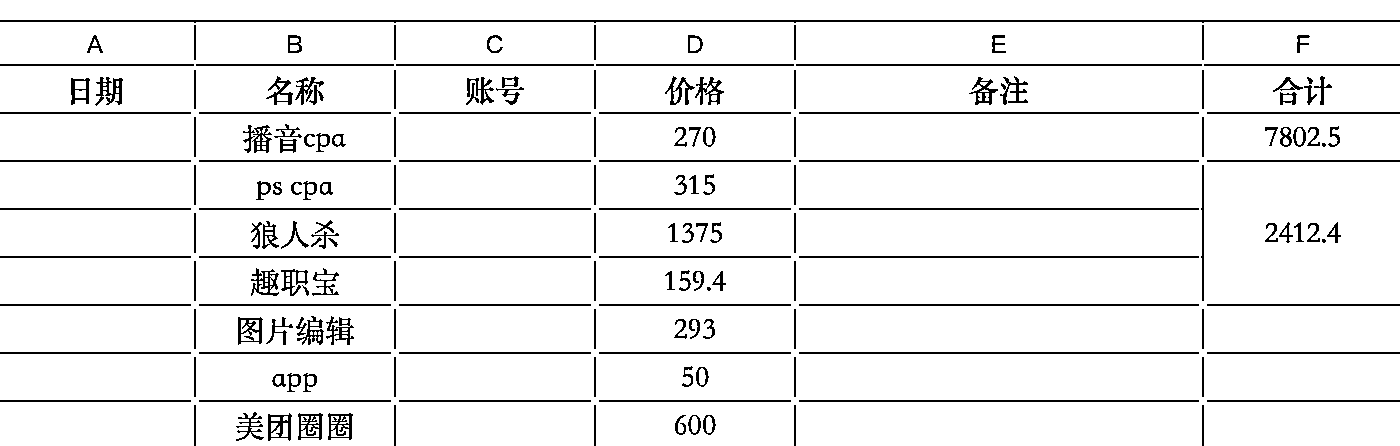 A B C D E F
日期 名称 账号 价格 备注 合计
播音cpa 270 7802.5
ps cpa 315
狼人杀 1375 2412.4
趣职宝 159.4
图片编辑 293
app 50
美团圈圈 600